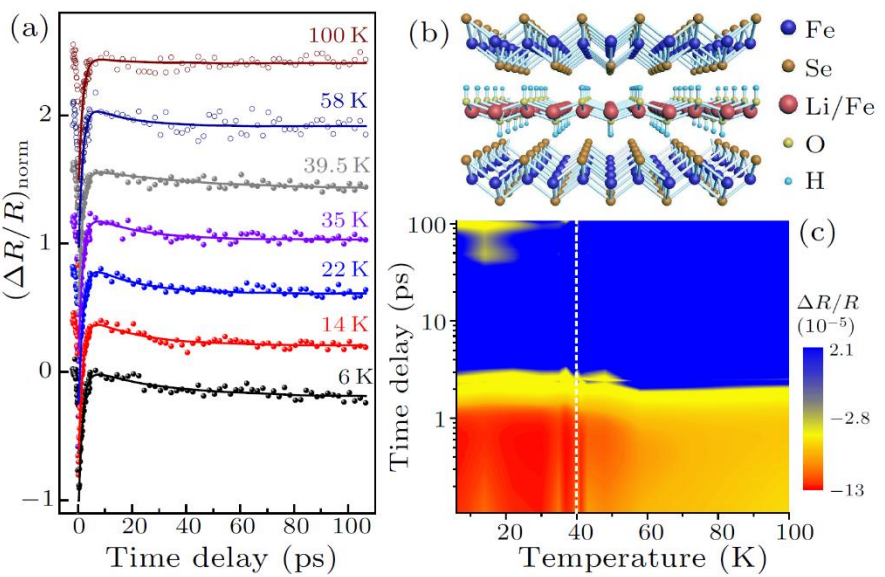 (a)
100 K
58 K
39.5 K
35 K
22 K
14 K
6 K
(ΔR/R)norm
2
1
0
−1
0 20 40 60 80 100
Time delay (ps)
(b)
Fe
Se
Li/Fe
O
H
(c)
100
10
1
Time delay (ps)
20 40 60 80 100
Temperature (K)
ΔR/R
(10⁻⁵)
2.1
−2.8
−13